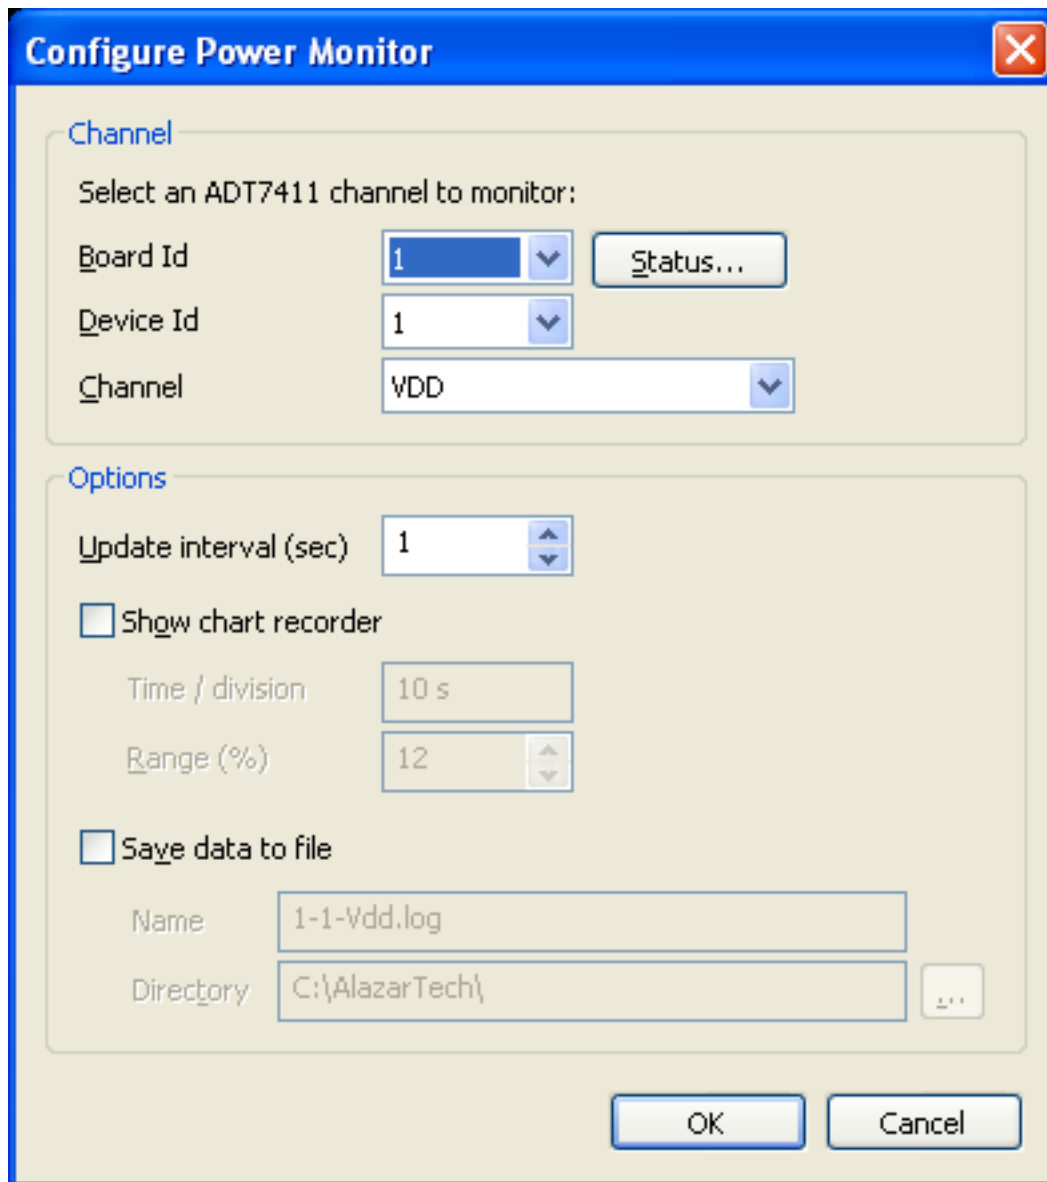 Configure Power Monitor
Channel
Select an ADT7411 channel to monitor:
Board Id 1 Status...
Device Id 1
Channel VDD
Options
Update interval (sec) 1
Show chart recorder
Time / division 10 s
Range (%) 12
Save data to file
Name 1-1-Vdd.log
Directory C:\AlazarTech\ ...
OK Cancel